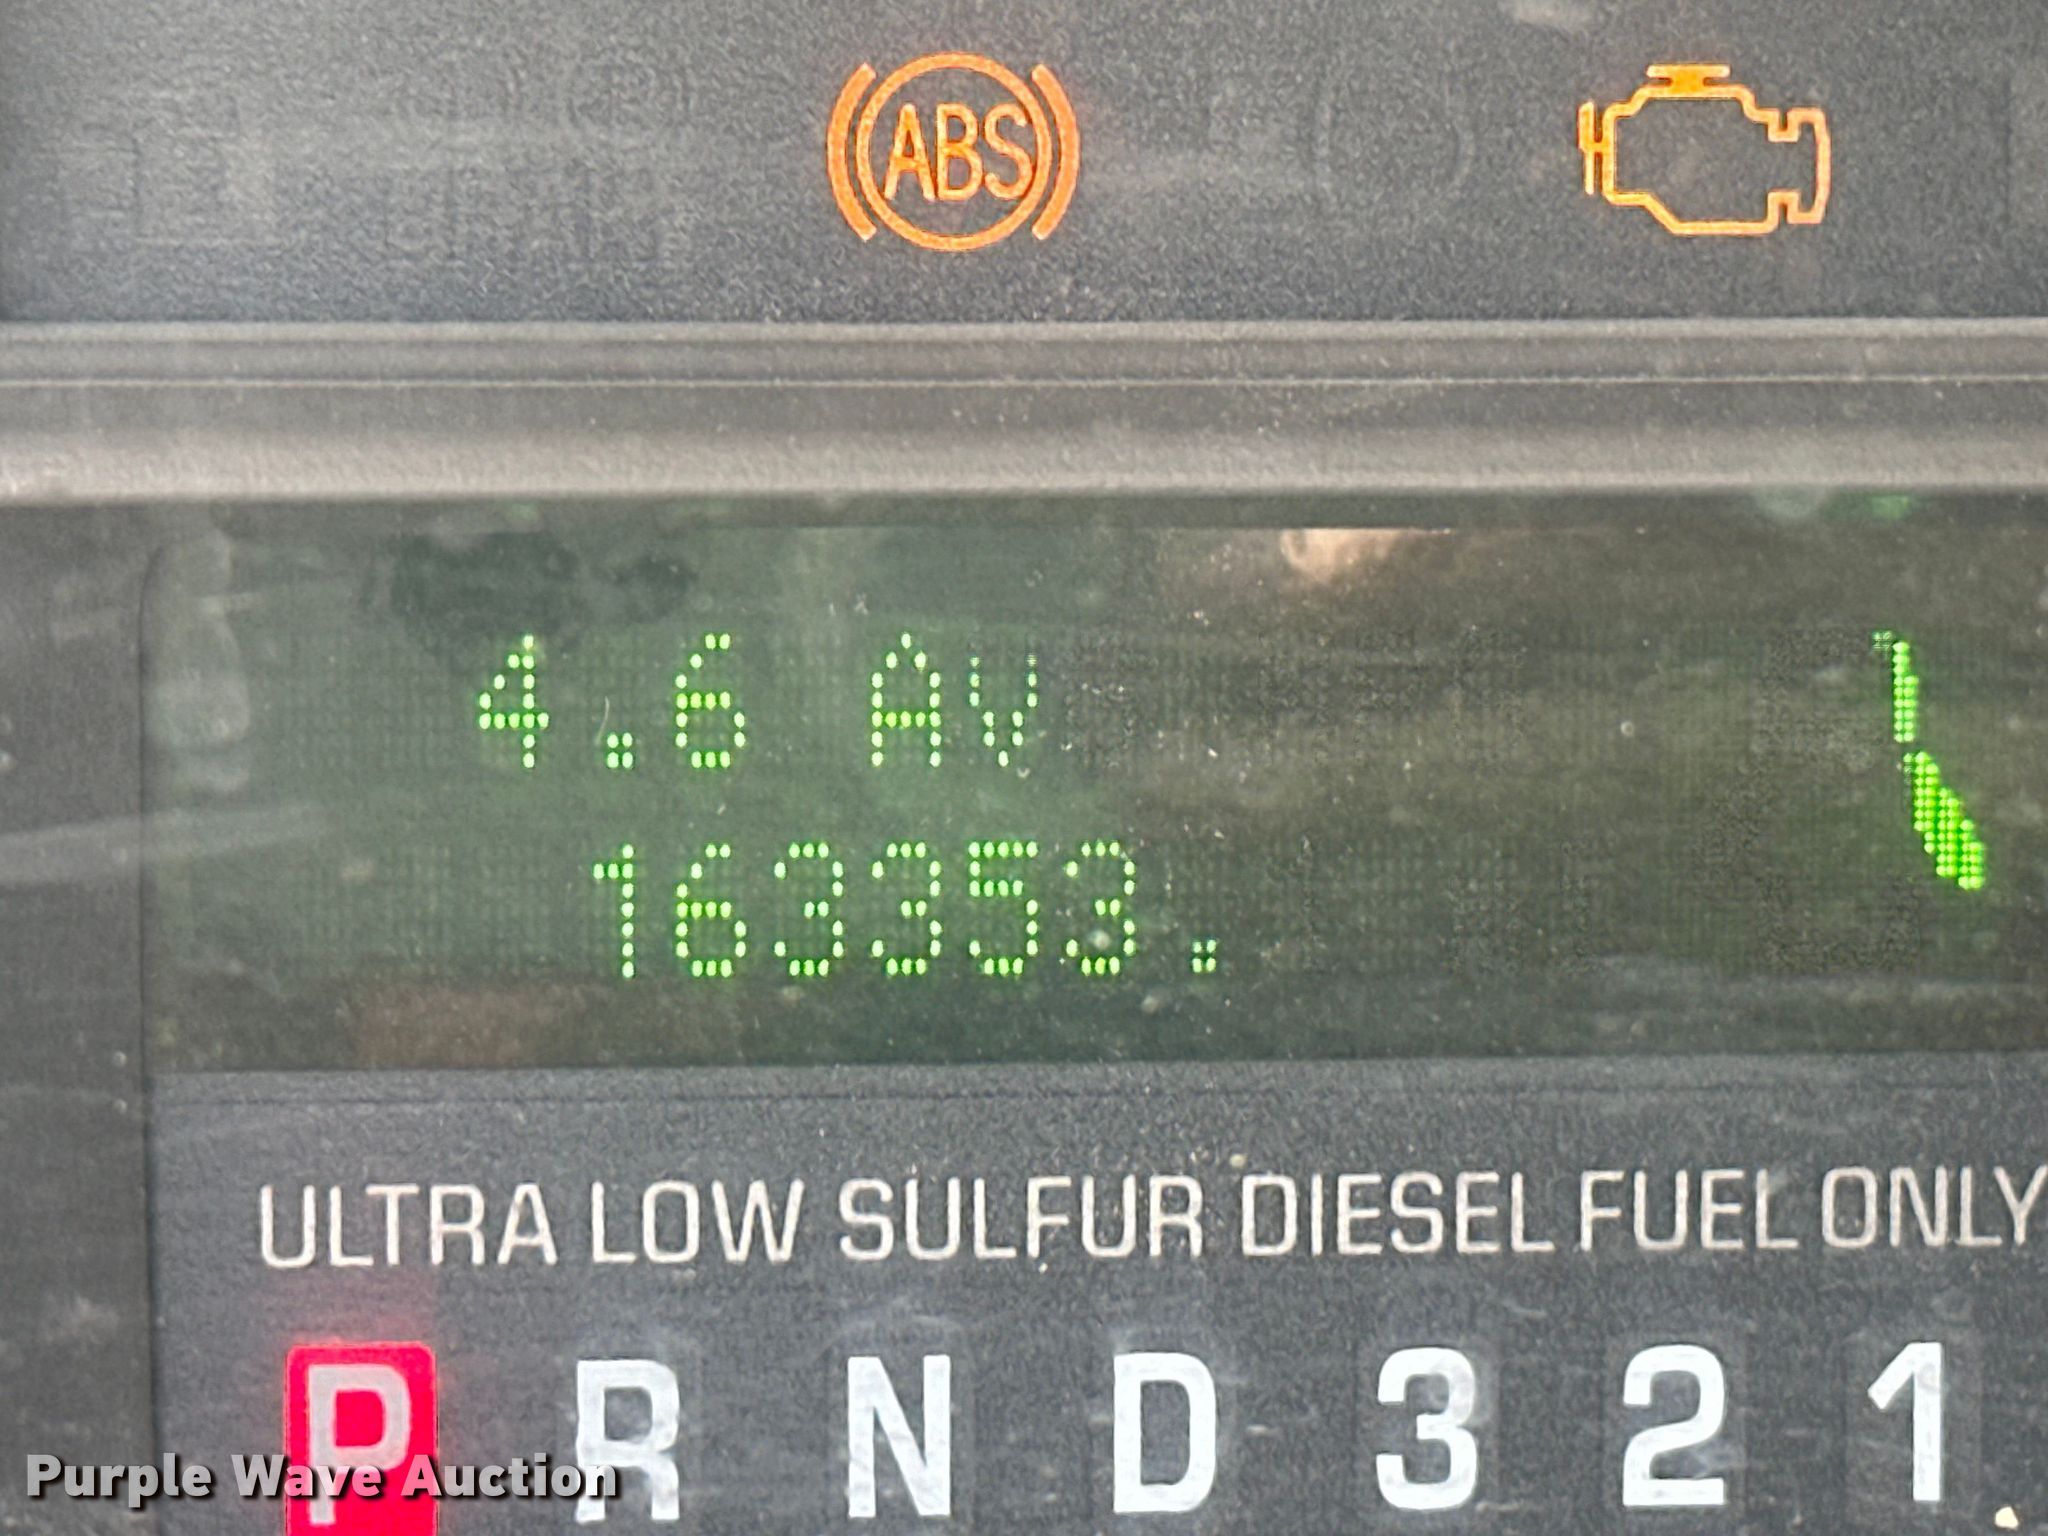 ABS
4.6 AV
163353.
ULTRA LOW SULFUR DIESEL FUEL ONLY
P R N D 3 2 1
Purple Wave Auction